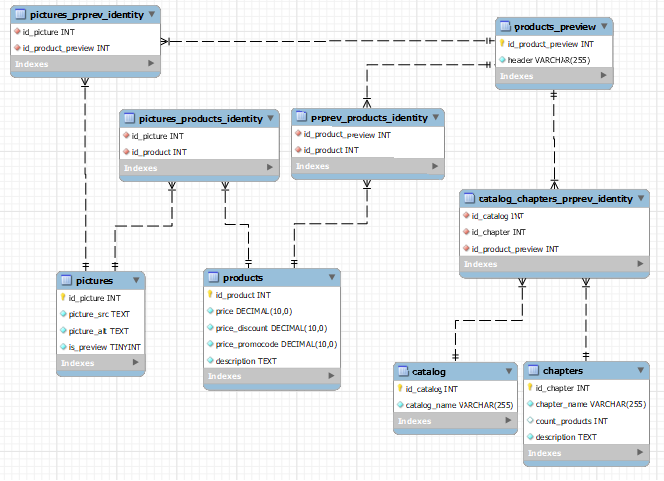 pictures_prprev_identity
id_picture INT
id_product_preview INT
Indexes
products_preview
id_product_preview INT
header VARCHAR(255)
Indexes
pictures_products_identity
id_picture INT
id_product INT
Indexes
prprev_products_identity
id_product_preview INT
id_product INT
Indexes
catalog_chapters_prprev_identity
id_catalog INT
id_chapter INT
id_product_preview INT
Indexes
pictures
id_picture INT
picture_src TEXT
picture_alt TEXT
is_preview TINYINT
Indexes
products
id_product INT
price DECIMAL(10,0)
price_discount DECIMAL(10,0)
price_promocode DECIMAL(10,0)
description TEXT
Indexes
catalog
id_catalog INT
catalog_name VARCHAR(255)
Indexes
chapters
id_chapter INT
chapter_name VARCHAR(255)
count_products INT
description TEXT
Indexes